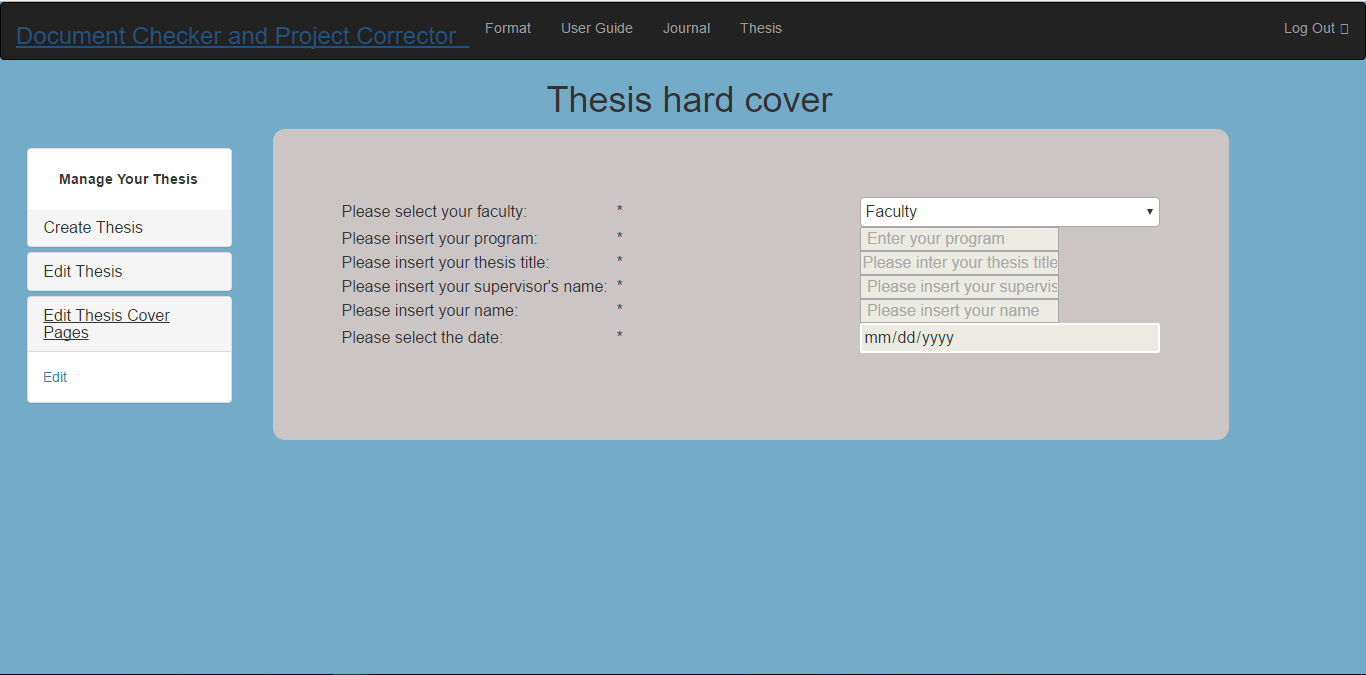 Document Checker and Project Corrector Format User Guide Journal Thesis Log Out
Thesis hard cover
Manage Your Thesis
Create Thesis
Edit Thesis
Edit Thesis Cover
Pages
Edit
Please select your faculty: * Faculty
Please insert your program: * Enter your program
Please insert your thesis title: * Please inter your thesis title
Please insert your supervisor's name: * Please insert your supervis
Please insert your name: * Please insert your name
Please select the date: * mm/dd/yyyy